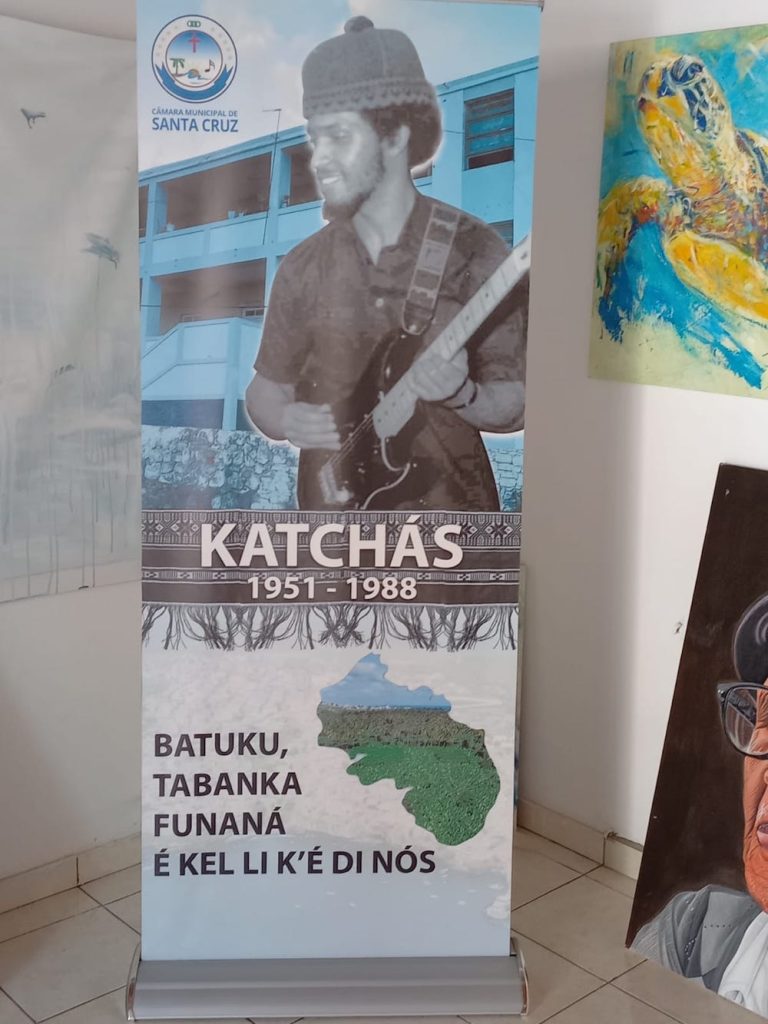 CÂMARA MUNICIPAL DE
SANTA CRUZ
KATCHÁS
1951 - 1988
BATUKU,
TABANKA
FUNANÁ
É KEL LI K'É DI NÓS